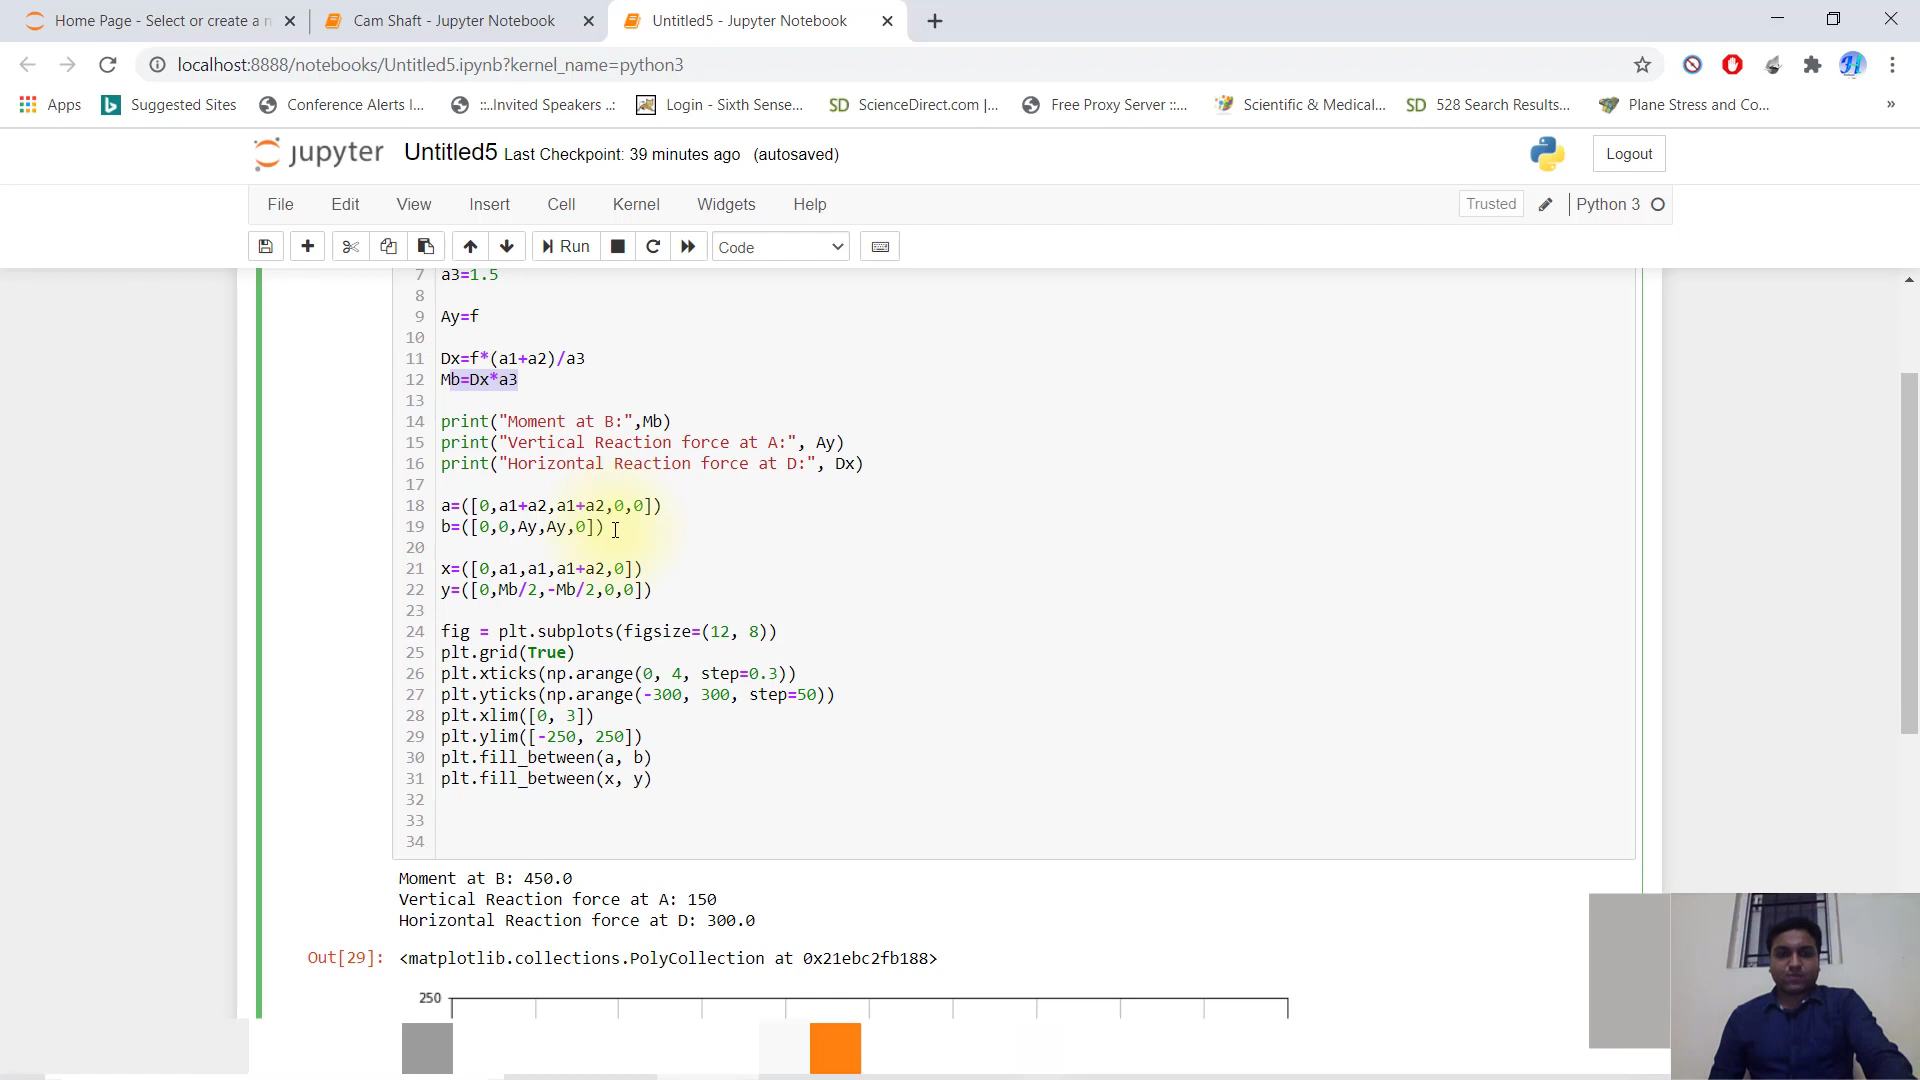 Home Page - Select or create a n
Cam Shaft - Jupyter Notebook
Untitled5 - Jupyter Notebook
localhost:8888/notebooks/Untitled5.ipynb?kernel_name=python3
Apps
Suggested Sites
Conference Alerts I...
::..Invited Speakers ..:
Login - Sixth Sense...
SD ScienceDirect.com |...
Free Proxy Server ::...
Scientific & Medical...
SD 528 Search Results...
Plane Stress and Co...
»
jupyter Untitled5 Last Checkpoint: 39 minutes ago (autosaved)
Logout
File Edit View Insert Cell Kernel Widgets Help
Trusted
Python 3
Run
Code
7 a3=1.5
8
9 Ay=f
10
11 Dx=f*(a1+a2)/a3
12 Mb=Dx*a3
13
14 print("Moment at B:",Mb)
15 print("Vertical Reaction force at A:", Ay)
16 print("Horizontal Reaction force at D:", Dx)
17
18 a=([0,a1+a2,a1+a2,0,0])
19 b=([0,0,Ay,Ay,0])
20
21 x=([0,a1,a1,a1+a2,0])
22 y=([0,Mb/2,-Mb/2,0,0])
23
24 fig = plt.subplots(figsize=(12, 8))
25 plt.grid(True)
26 plt.xticks(np.arange(0, 4, step=0.3))
27 plt.yticks(np.arange(-300, 300, step=50))
28 plt.xlim([0, 3])
29 plt.ylim([-250, 250])
30 plt.fill_between(a, b)
31 plt.fill_between(x, y)
32
33
34
Moment at B: 450.0
Vertical Reaction force at A: 150
Horizontal Reaction force at D: 300.0
Out[29]: <matplotlib.collections.PolyCollection at 0x21ebc2fb188>
250